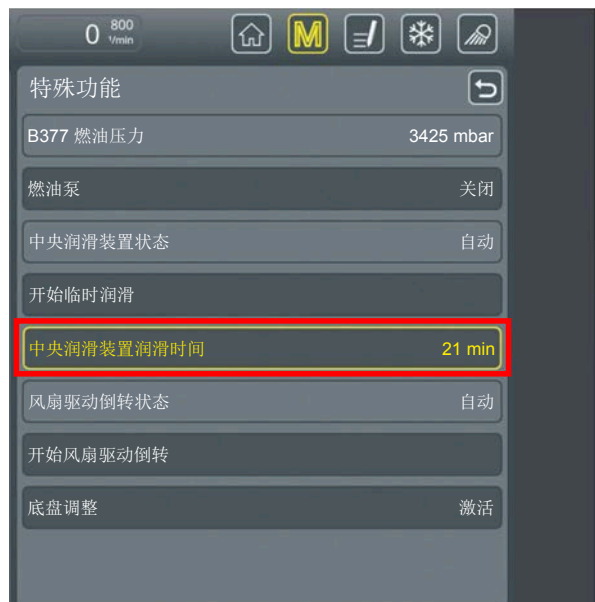 0 800
1/min
M
特殊功能
B377 燃油压力 3425 mbar
燃油泵 关闭
中央润滑装置状态 自动
开始临时润滑
中央润滑装置润滑时间 21 min
风扇驱动倒转状态 自动
开始风扇驱动倒转
底盘调整 激活